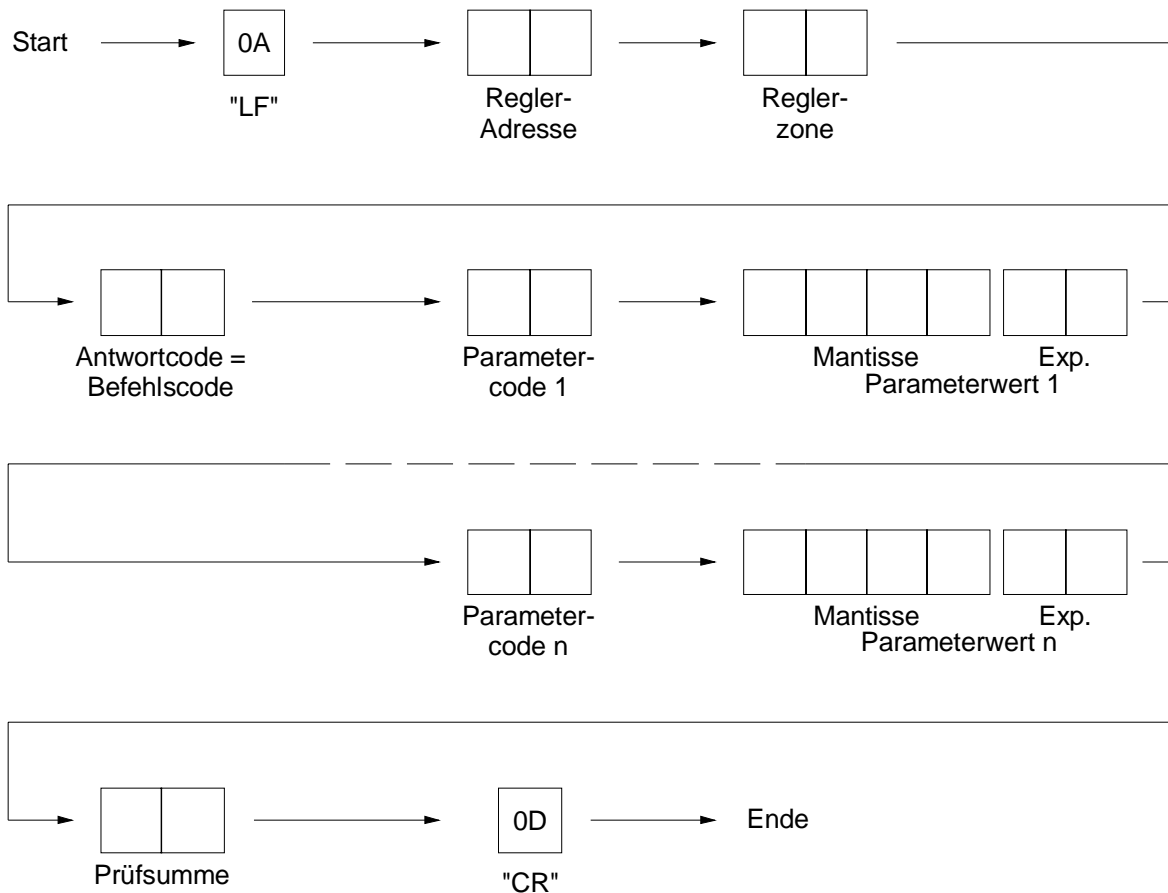 Start
0A
"LF"
Regler-
Adresse
Regler-
zone
Antwortcode =
Befehlscode
Parameter-
code 1
Mantisse
Exp.
Parameterwert 1
Parameter-
code n
Mantisse
Exp.
Parameterwert n
Prüfsumme
0D
"CR"
Ende